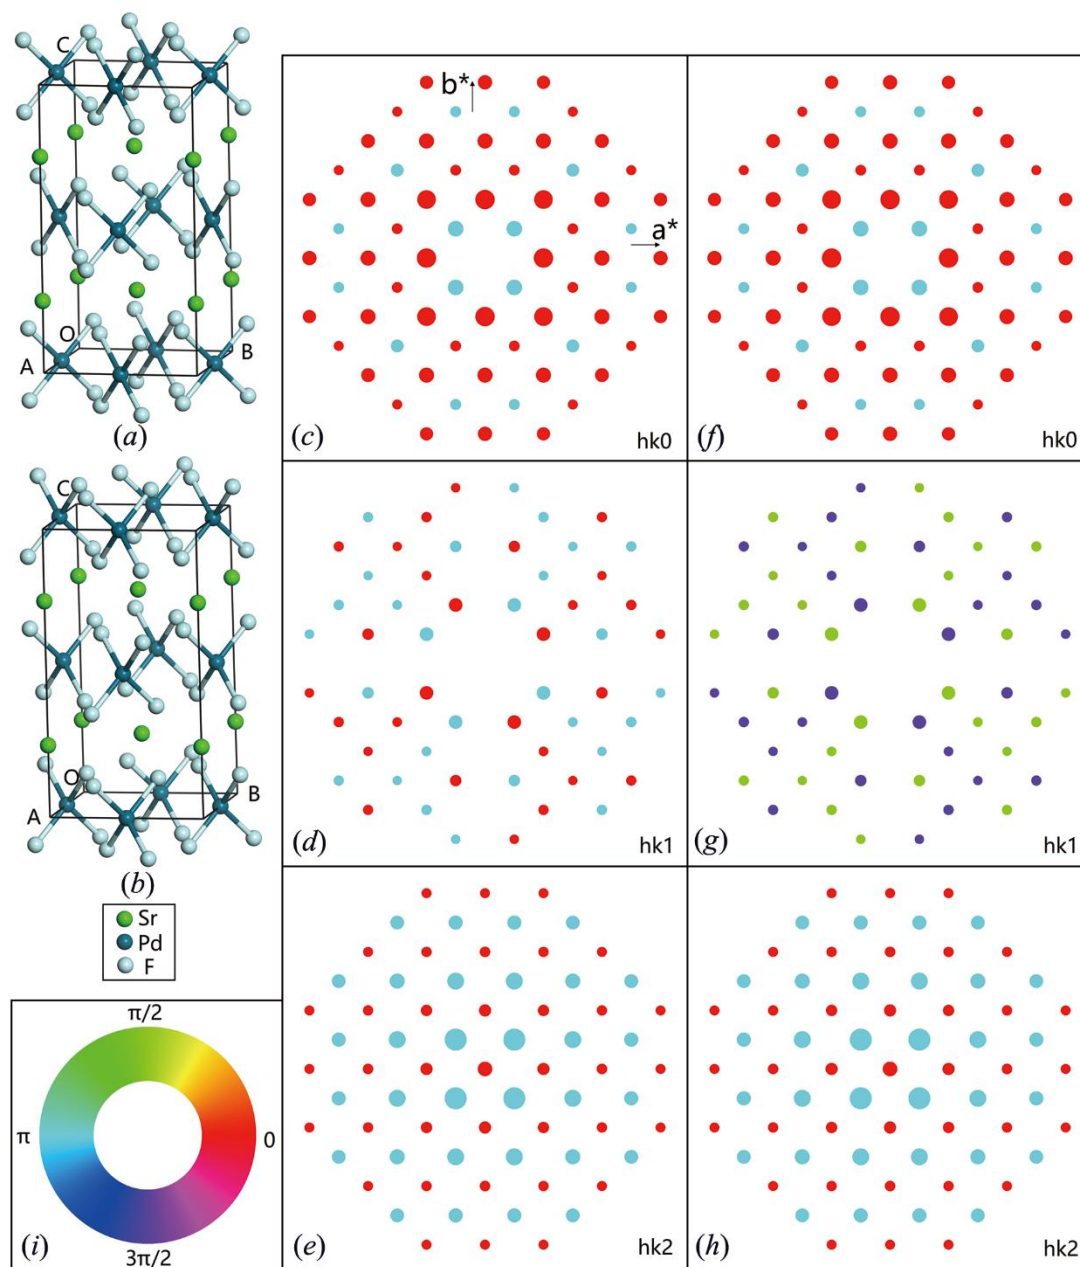 C
O
A
B
(a)
C
O
A
B
(b)
Sr
Pd
F
π/2
π
0
3π/2
(i)
b*
a*
(c)
hk0
(f)
hk0
(d)
hk1
(g)
hk1
(e)
hk2
(h)
hk2